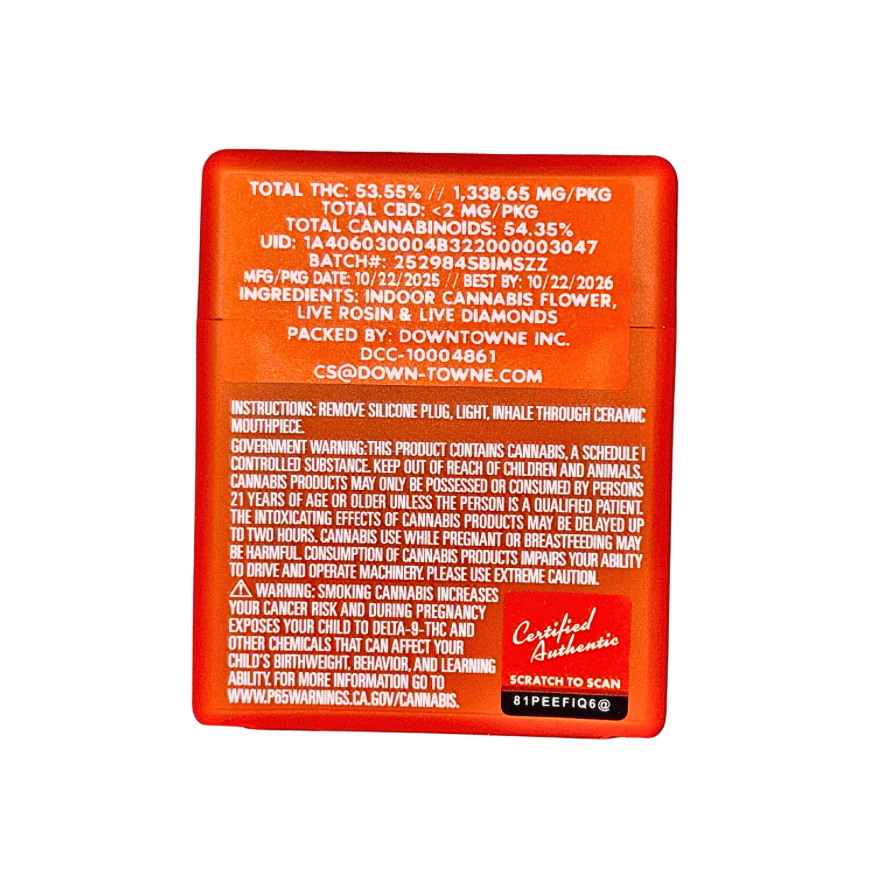 TOTAL THC: 53.55% // 1,338.65 MG/PKG
TOTAL CBD: <2 MG/PKG
TOTAL CANNABINOIDS: 54.35%
UID: 1A406030004B322000003047
BATCH#: 252984SBIMSZZ
MFG/PKG DATE: 10/22/2025 // BEST BY: 10/22/2026
INGREDIENTS: INDOOR CANNABIS FLOWER,
LIVE ROSIN & LIVE DIAMONDS
PACKED BY: DOWNTOWNE INC.
DCC-10004861
CS@DOWN-TOWNE.COM
INSTRUCTIONS: REMOVE SILICONE PLUG, LIGHT, INHALE THROUGH CERAMIC
MOUTHPIECE.
GOVERNMENT WARNING:THIS PRODUCT CONTAINS CANNABIS, A SCHEDULE I
CONTROLLED SUBSTANCE. KEEP OUT OF REACH OF CHILDREN AND ANIMALS.
CANNABIS PRODUCTS MAY ONLY BE POSSESSED OR CONSUMED BY PERSONS
21 YEARS OF AGE OR OLDER UNLESS THE PERSON IS A QUALIFIED PATIENT.
THE INTOXICATING EFFECTS OF CANNABIS PRODUCTS MAY BE DELAYED UP
TO TWO HOURS. CANNABIS USE WHILE PREGNANT OR BREASTFEEDING MAY
BE HARMFUL. CONSUMPTION OF CANNABIS PRODUCTS IMPAIRS YOUR ABILITY
TO DRIVE AND OPERATE MACHINERY. PLEASE USE EXTREME CAUTION.
⚠ WARNING: SMOKING CANNABIS INCREASES
YOUR CANCER RISK AND DURING PREGNANCY
EXPOSES YOUR CHILD TO DELTA-9-THC AND
OTHER CHEMICALS THAT CAN AFFECT YOUR
CHILD'S BIRTHWEIGHT, BEHAVIOR, AND LEARNING
ABILITY. FOR MORE INFORMATION GO TO
WWW.P65WARNINGS.CA.GOV/CANNABIS.
Certified
Authentic
SCRATCH TO SCAN
81PEEFIQ6@